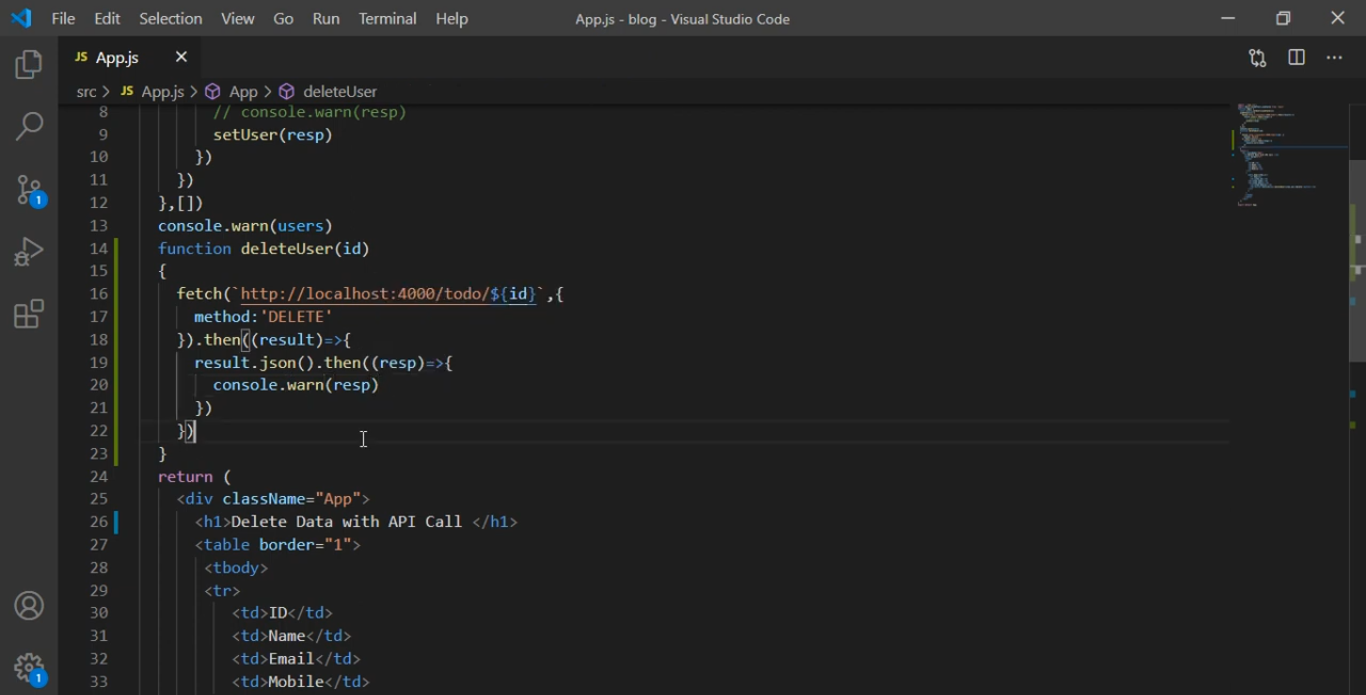 File Edit Selection View Go Run Terminal Help App.js - blog - Visual Studio Code
JS App.js
src > JS App.js > App > deleteUser
8 // console.warn(resp)
9 setUser(resp)
10 })
11 })
12 },[])
13 console.warn(users)
14 function deleteUser(id)
15 {
16 fetch(`http://localhost:4000/todo/${id}`,{
17 method:'DELETE'
18 }).then((result)=>{
19 result.json().then((resp)=>{
20 console.warn(resp)
21 })
22 })
23 }
24 return (
25 <div className="App">
26 <h1>Delete Data with API Call </h1>
27 <table border="1">
28 <tbody>
29 <tr>
30 <td>ID</td>
31 <td>Name</td>
32 <td>Email</td>
33 <td>Mobile</td>
1
1